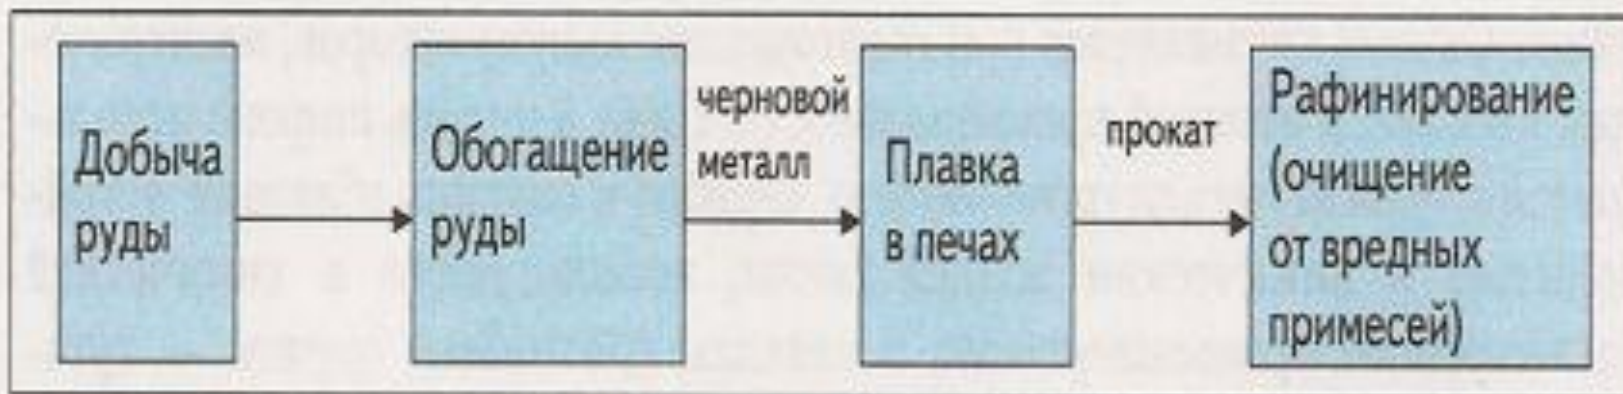 Добыча
руды
Обогащение
руды
черновой
металл
Плавка
в печах
прокат
Рафинирование
(очищение
от вредных
примесей)